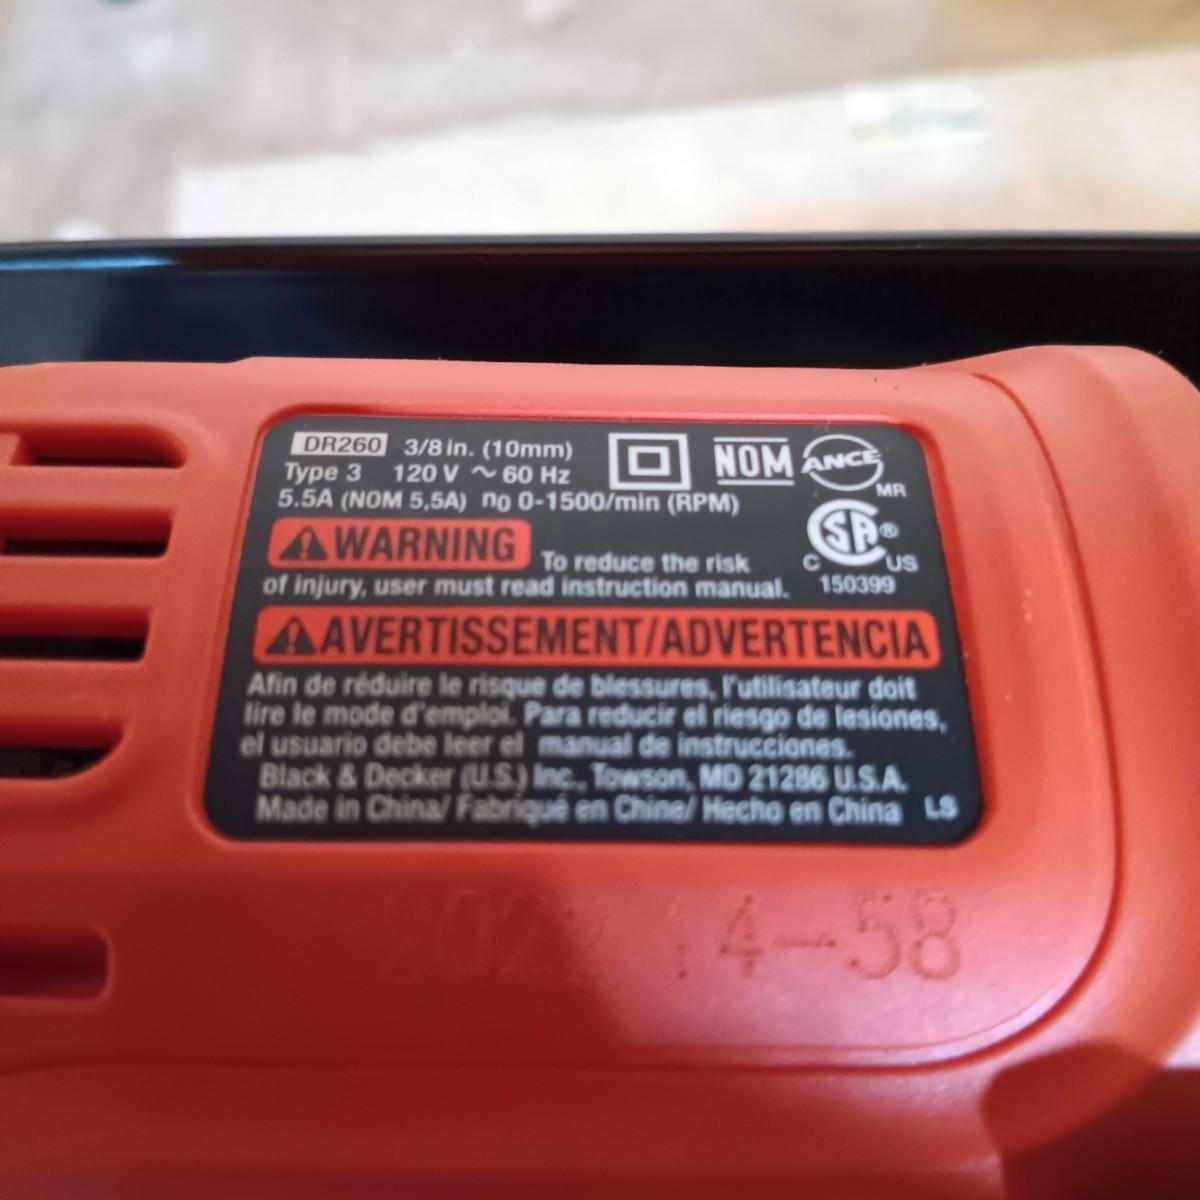 DR260 3/8 in. (10mm)
Type 3 120 V ~ 60 Hz
5.5A (NOM 5,5A) n0 0-1500/min (RPM)
NOM ANCE
MR
⚠WARNING To reduce the risk
of injury, user must read instruction manual.
C SA® US
150399
⚠AVERTISSEMENT/ADVERTENCIA
Afin de réduire le risque de blessures, l'utilisateur doit
lire le mode d'emploi. Para reducir el riesgo de lesiones,
el usuario debe leer el manual de instrucciones.
Black & Decker (U.S.) Inc., Towson, MD 21286 U.S.A.
Made in China/ Fabriqué en Chine/ Hecho en China LS
2022 14-58